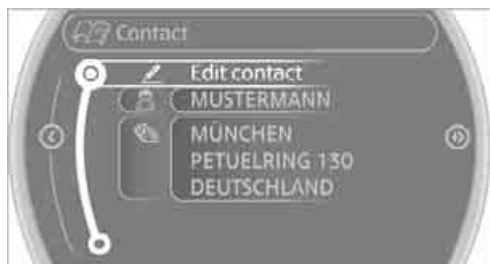 Contact
Edit contact
MUSTERMANN
MÜNCHEN
PETUELRING 130
DEUTSCHLAND